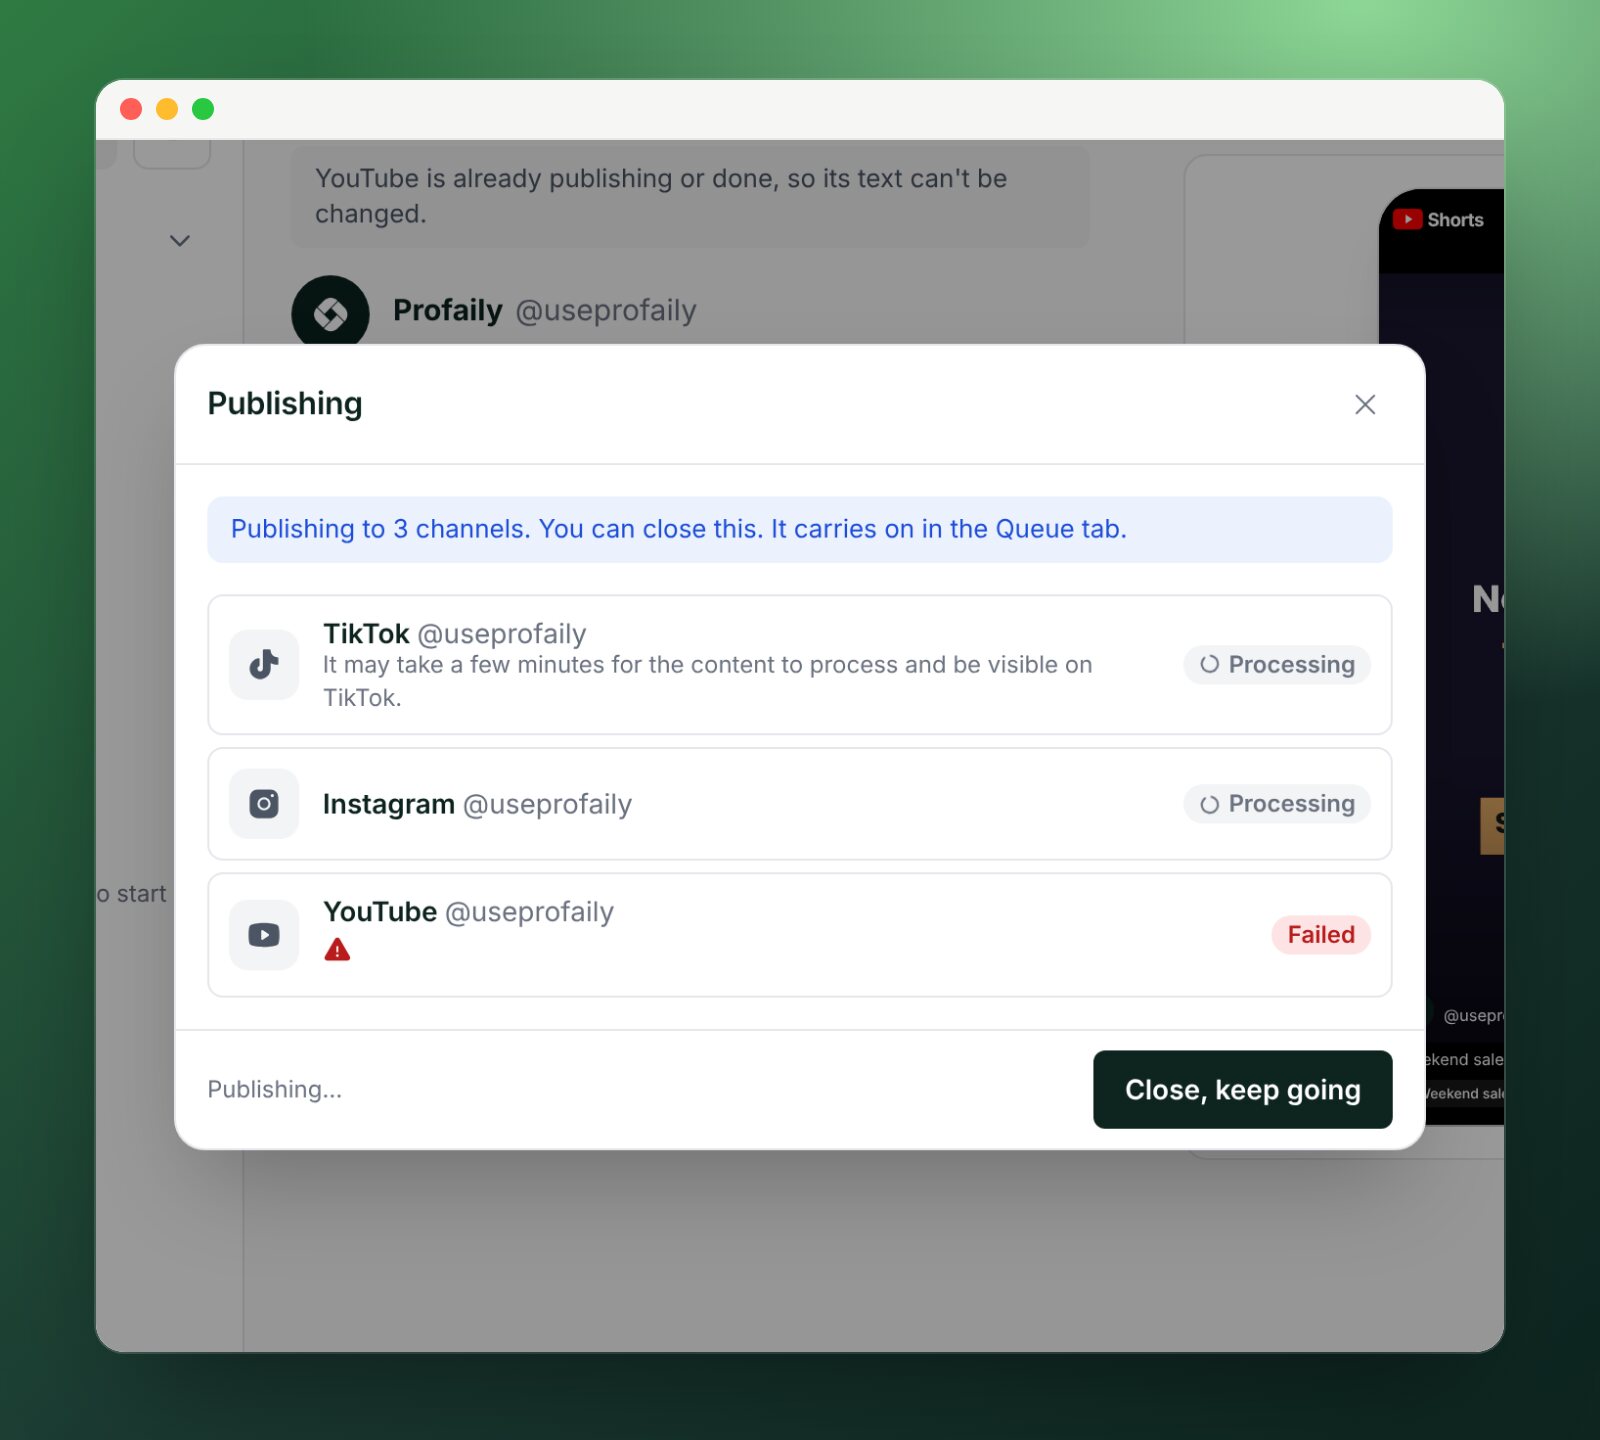 YouTube is already publishing or done, so its text can't be
changed.
Shorts
Profaily @useprofaily
Publishing
Publishing to 3 channels. You can close this. It carries on in the Queue tab.
TikTok @useprofaily
It may take a few minutes for the content to process and be visible on
TikTok.
Processing
Instagram @useprofaily
Processing
YouTube @useprofaily
Failed
o start
Publishing...
Close, keep going
@usepr
ekend sale